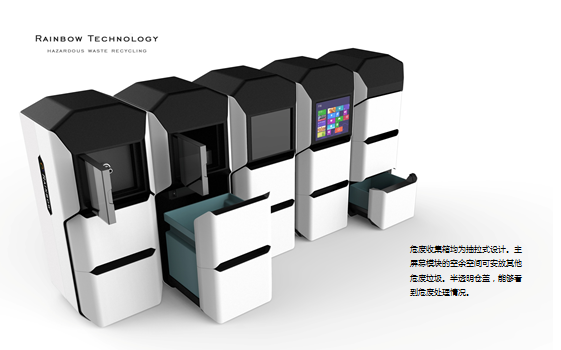 RAINBOW TECHNOLOGY
HAZARDOUS WASTE RECYCLING
危废收集箱均为抽拉式设计。主
屏幕模块的空余空间可安放其他
危废垃圾。半透明仓盖，能够看
到危废处理情况。